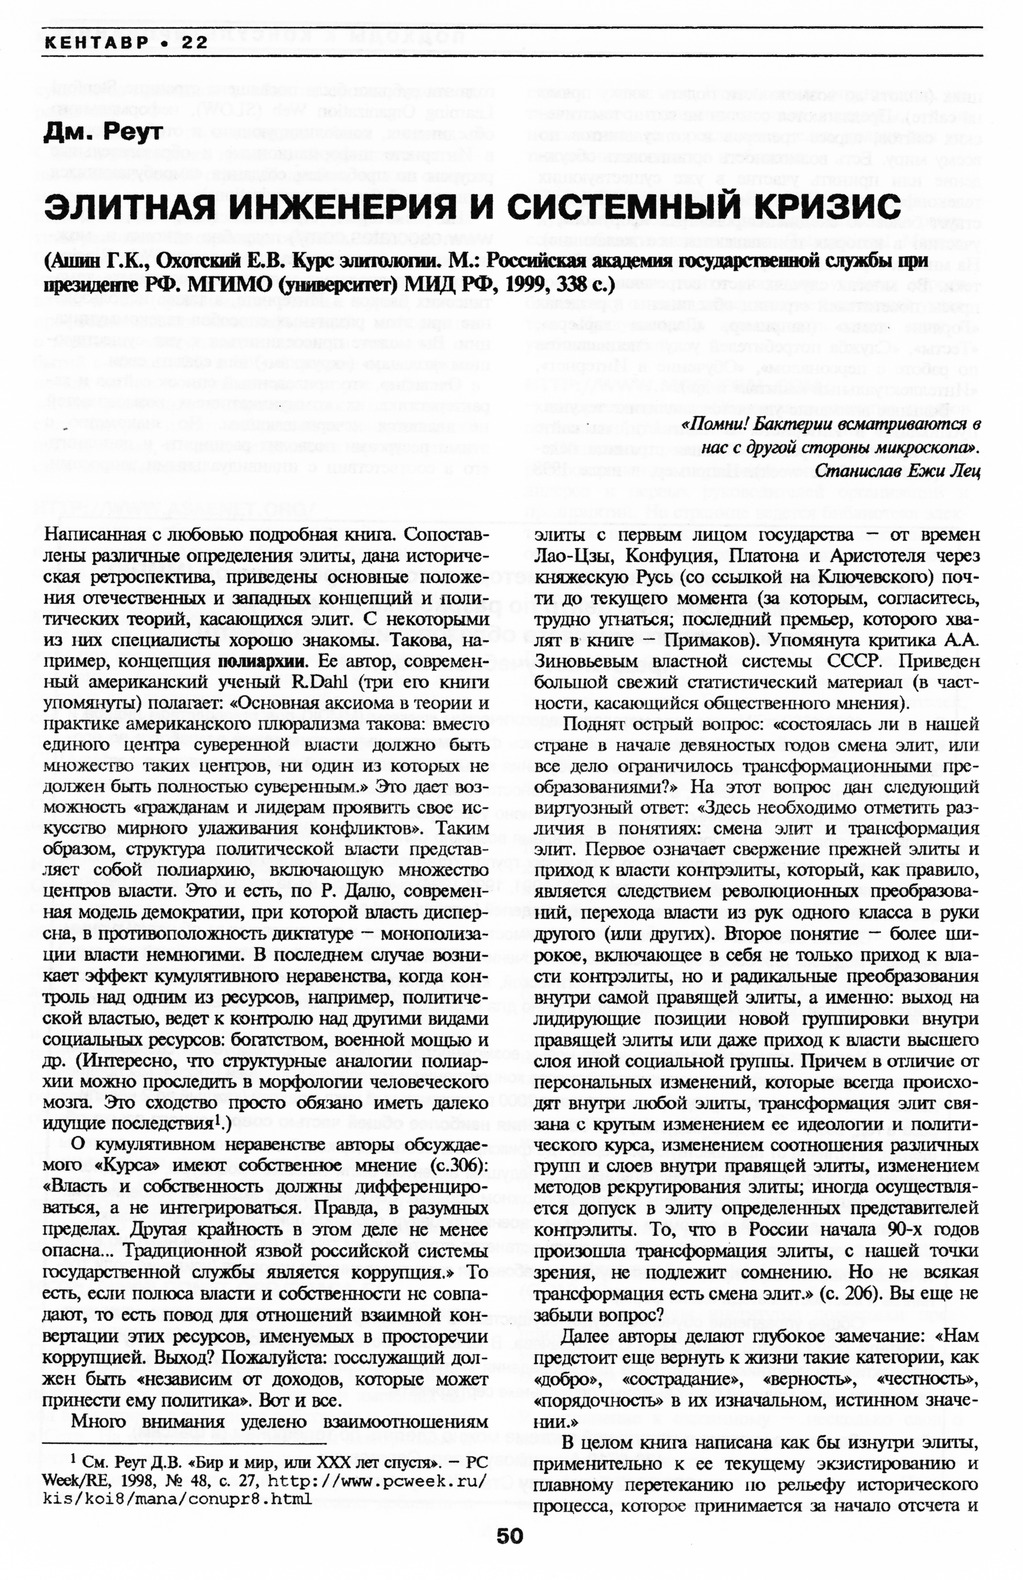 КЕНТАВР • 22
Дм. Реут
ЭЛИТНАЯ ИНЖЕНЕРИЯ И СИСТЕМНЫЙ КРИЗИС
(Ашин Г.К., Охотский Е.В. Курс элитологии. М.: Российская академия государственной службы при
президенте РФ. МГИМО (университет) МИД РФ, 1999, 338 с.)
«Помни! Бактерии всматриваются в
нас с другой стороны микроскопа».
Станислав Ежи Лец
Написанная с любовью подробная книга. Сопостав-
лены различные определения элиты, дана историче-
ская ретроспектива, приведены основные положе-
ния отечественных и западных концепций и поли-
тических теорий, касающихся элит. С некоторыми
из них специалисты хорошо знакомы. Такова, на-
пример, концепция полиархии. Ее автор, современ-
ный американский ученый R.Dahl (три его книги
упомянуты) полагает: «Основная аксиома в теории и
практике американского плюрализма такова: вместо
единого центра суверенной власти должно быть
множество таких центров, ни один из которых не
должен быть полностью суверенным.» Это дает воз-
можность «гражданам и лидерам проявить свое ис-
кусство мирного улаживания конфликтов». Таким
образом, структура политической власти представ-
ляет собой полиархию, включающую множество
центров власти. Это и есть, по Р. Далю, современ-
ная модель демократии, при которой власть диспер-
сна, в противоположность диктатуре — монополиза-
ции власти немногими. В последнем случае возни-
кает эффект кумулятивного неравенства, когда кон-
троль над одним из ресурсов, например, политиче-
ской властью, ведет к контролю над другими видами
социальных ресурсов: богатством, военной мощью и
др. (Интересно, что структурные аналогии полиар-
хии можно проследить в морфологии человеческого
мозга. Это сходство просто обязано иметь далеко
идущие последствия¹.)
О кумулятивном неравенстве авторы обсуждае-
мого «Курса» имеют собственное мнение (с.306):
«Власть и собственность должны дифференциро-
ваться, а не интегрироваться. Правда, в разумных
пределах. Другая крайность в этом деле не менее
опасна... Традиционной язвой российской системы
государственной службы является коррупция.» То
есть, если полюса власти и собственности не совпа-
дают, то есть повод для отношений взаимной кон-
вертации этих ресурсов, именуемых в просторечии
коррупцией. Выход? Пожалуйста: госслужащий дол-
жен быть «независим от доходов, которые может
принести ему политика». Вот и все.
Много внимания уделено взаимоотношениям
¹ См. Реут Д.В. «Бир и мир, или XXX лет спустя». — PC
Week/RE, 1998, № 48, с. 27, http://www.pcweek.ru/
kis/koi8/mana/conupr8.html
элиты с первым лицом государства — от времен
Лао-Цзы, Конфуция, Платона и Аристотеля через
княжескую Русь (со ссылкой на Ключевского) поч-
ти до текущего момента (за которым, согласитесь,
трудно угнаться; последний премьер, которого хва-
лят в книге — Примаков). Упомянута критика А.А.
Зиновьевым властной системы СССР. Приведен
большой свежий статистический материал (в част-
ности, касающийся общественного мнения).
Поднят острый вопрос: «состоялась ли в нашей
стране в начале девяностых годов смена элит, или
все дело ограничилось трансформационными пре-
образованиями?» На этот вопрос дан следующий
виртуозный ответ: «Здесь необходимо отметить раз-
личия в понятиях: смена элит и трансформация
элит. Первое означает свержение прежней элиты и
приход к власти контрэлиты, который, как правило,
является следствием революционных преобразова-
ний, перехода власти из рук одного класса в руки
другого (или других). Второе понятие — более ши-
рокое, включающее в себя не только приход к вла-
сти контрэлиты, но и радикальные преобразования
внутри самой правящей элиты, а именно: выход на
лидирующие позиции новой группировки внутри
правящей элиты или даже приход к власти высшего
слоя иной социальной группы. Причем в отличие от
персональных изменений, которые всегда происхо-
дят внутри любой элиты, трансформация элит свя-
зана с крутым изменением ее идеологии и полити-
ческого курса, изменением соотношения различных
групп и слоев внутри правящей элиты, изменением
методов рекрутирования элиты; иногда осуществля-
ется допуск в элиту определенных представителей
контрэлиты. То, что в России начала 90-х годов
произошла трансформация элиты, с нашей точки
зрения, не подлежит сомнению. Но не всякая
трансформация есть смена элит.» (с. 206). Вы еще не
забыли вопрос?
Далее авторы делают глубокое замечание: «Нам
предстоит еще вернуть к жизни такие категории, как
«добро», «сострадание», «верность», «честность»,
«порядочность» в их изначальном, истинном значе-
нии.»
В целом книга написана как бы изнутри элиты,
применительно к ее текущему экзистированию и
плавному перетеканию по рельефу исторического
процесса, которое принимается за начало отсчета и
50